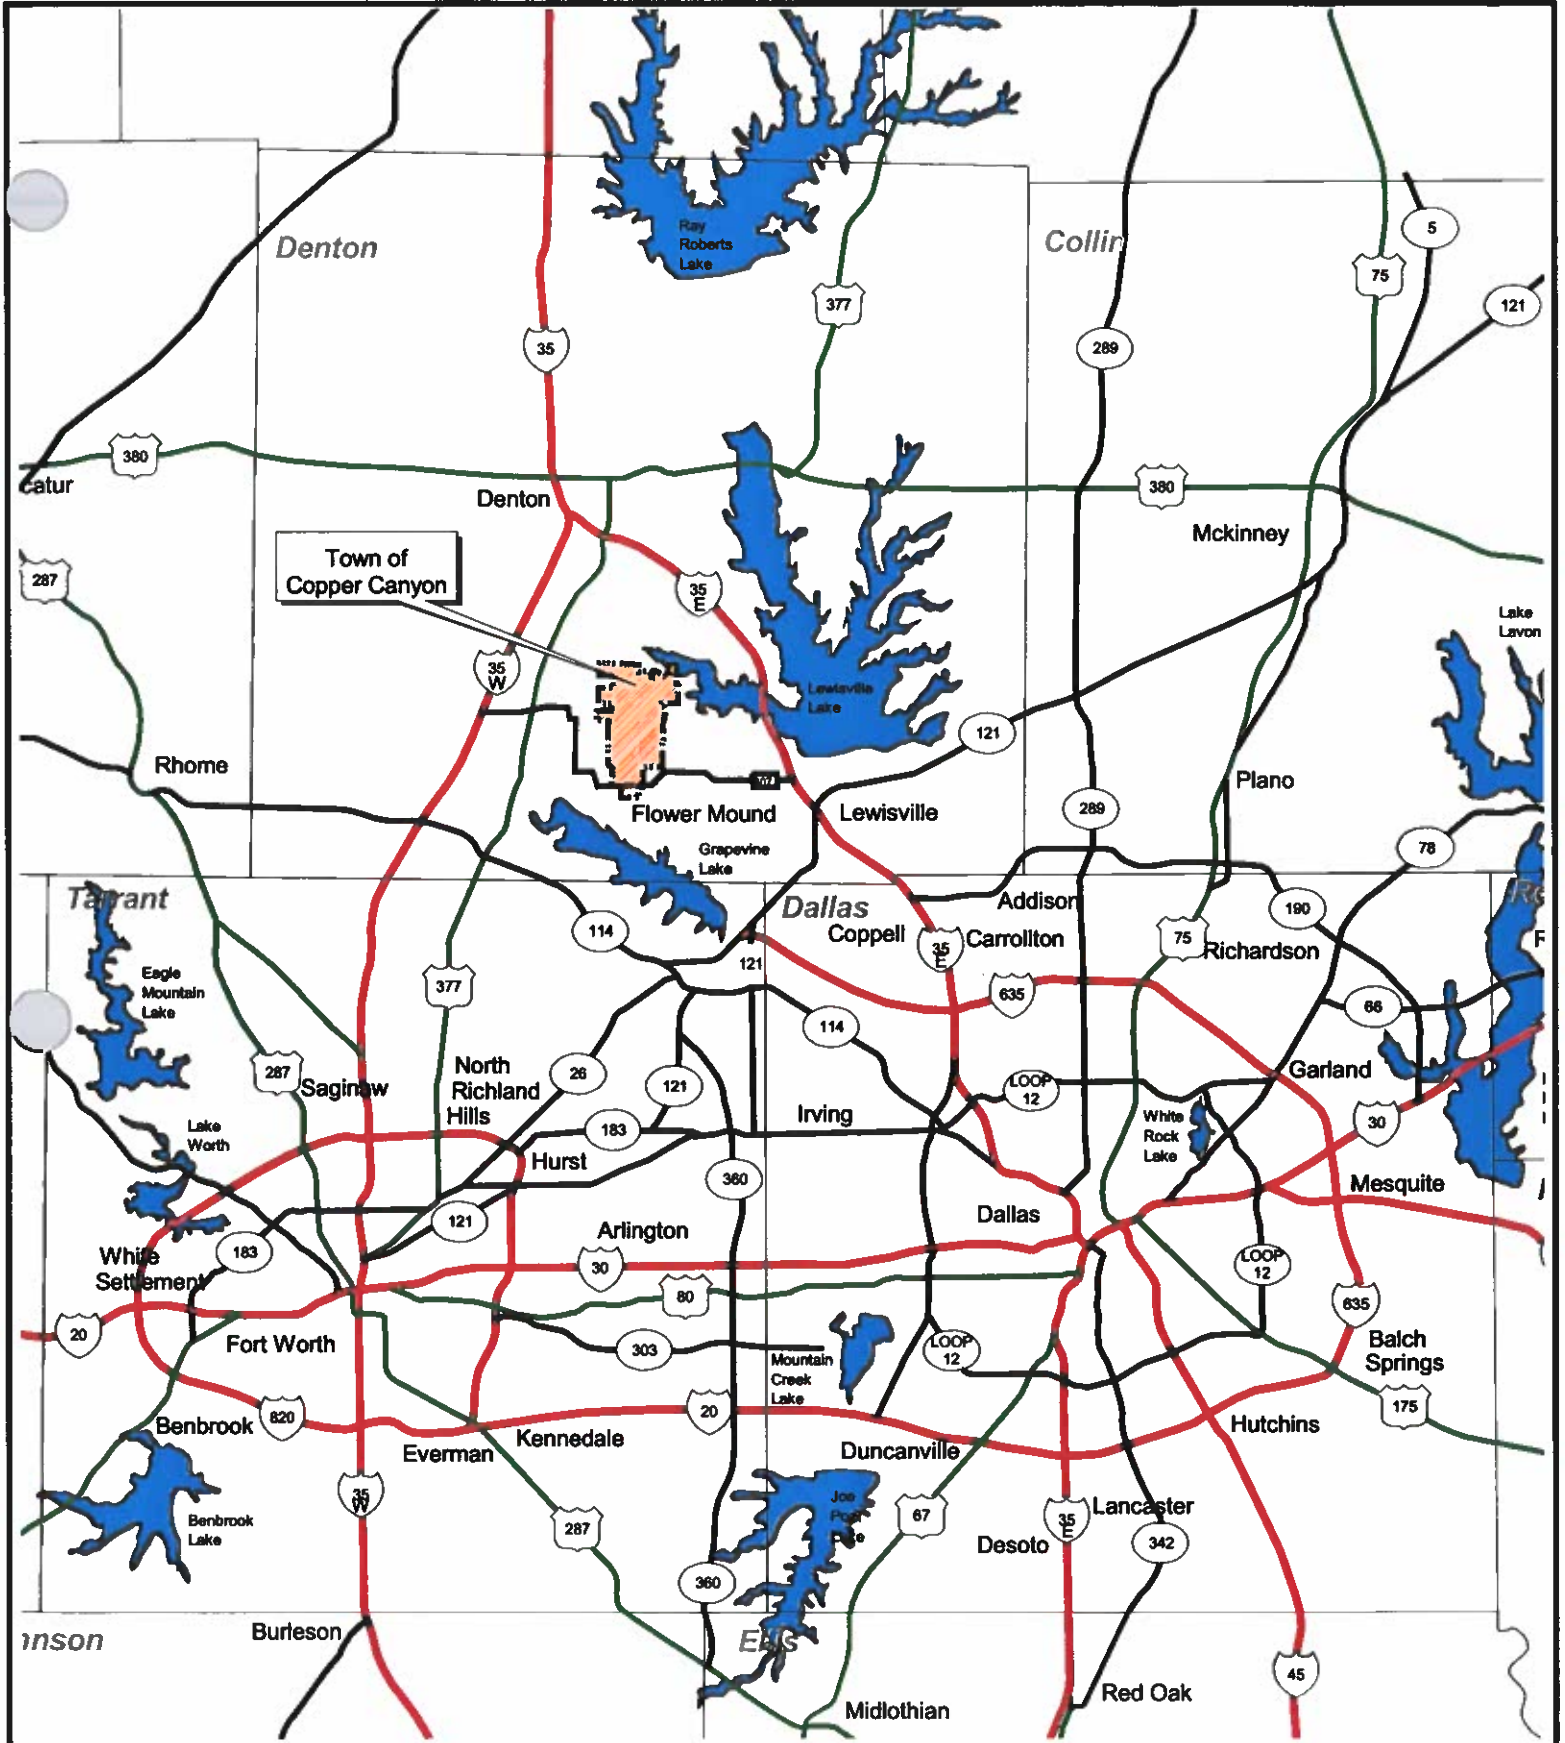 Ray
Roberts
Lake
Denton
Collin
5
75
377
121
35
289
380
catur
Denton
380
Mckinney
Town of
Copper Canyon
287
35
E
Lake
Lavon
35
W
Lewisville
Lake
121
Rhome
Plano
289
Flower Mound
Lewisville
78
Grapevine
Lake
Tarrant
Dallas
Addison
190
114
Coppell
35
E
Carrollton
75
Richardson
121
Eagle
Mountain
Lake
377
635
66
114
287
Saginaw
North
Richland
Hills
26
121
LOOP
12
Garland
Lake
Worth
183
Irving
White
Rock
Lake
30
Hurst
360
Mesquite
121
Arlington
Dallas
183
White
Settlement
30
LOOP
12
80
635
20
Fort Worth
303
LOOP
12
Mountain
Creek
Lake
Balch
Springs
820
20
175
Benbrook
Everman
Kennedale
Duncanville
Hutchins
35
W
Joe
Pool
Lake
67
35
E
Lancaster
Benbrook
Lake
287
Desoto
342
360
Burleson
nnson
Ellis
45
Red Oak
Midlothian